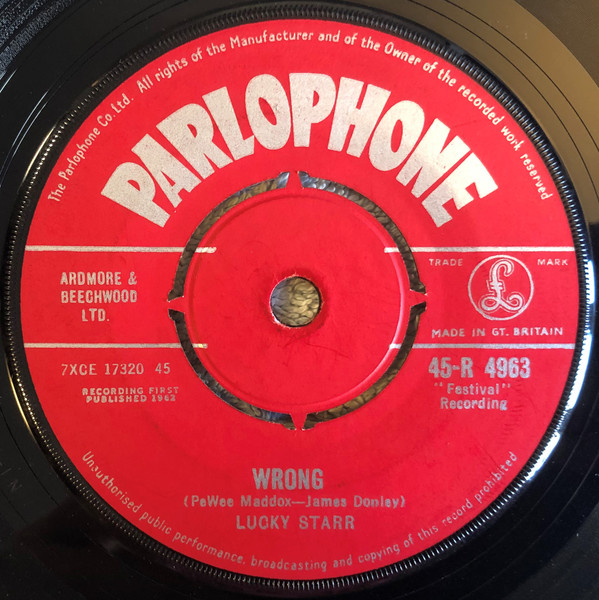 The Parlophone Co. Ltd. All rights of the Manufacturer and of the Owner of the recorded work reserved
PARLOPHONE
ARDMORE &
BEECHWOOD
LTD.
TRADE MARK
£
MADE IN GT. BRITAIN
7XCE 17320 45
RECORDING FIRST
PUBLISHED 1962
45-R 4963
"Festival"
Recording
WRONG
(PeWee Maddox—James Donley)
LUCKY STARR
Unauthorised public performance, broadcasting and copying of this record prohibited